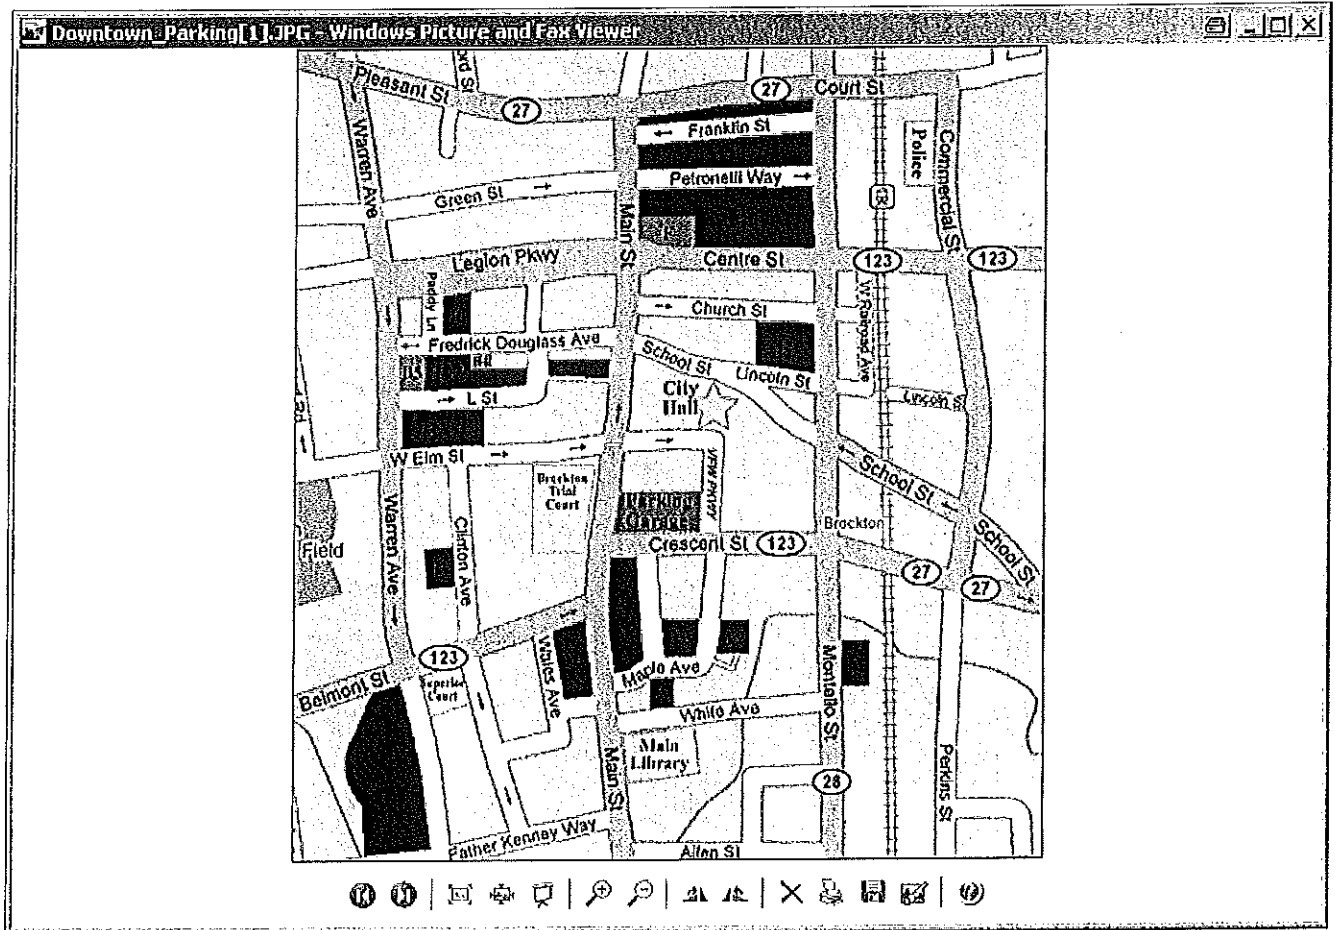 Downtown_Parking[1].JPG - Windows Picture and Fax Viewer
Pleasant St
27
27
Court St
Franklin St
Petronelli Way
Police
Commercial St
Warren Ave
Green St
Main St
Legion Pkwy
Centre St
123
123
Paddy Ln
Church St
W Railroad Ave
Fredrick Douglass Ave
School St
Lincoln St
Lincoln S
City
Hall
L St
W Elm St
VFW PKWY
School St
Brockton
Trial
Court
Parking
Garage
Crescent St
123
Brockton
School St
27
27
Field
Warren Ave
Clinton Ave
123
Wales Ave
Maple Ave
Montello St
Belmont St
Superior
Court
White Ave
Main
Library
Main St
28
Perkins St
Father Kenney Way
Allen St